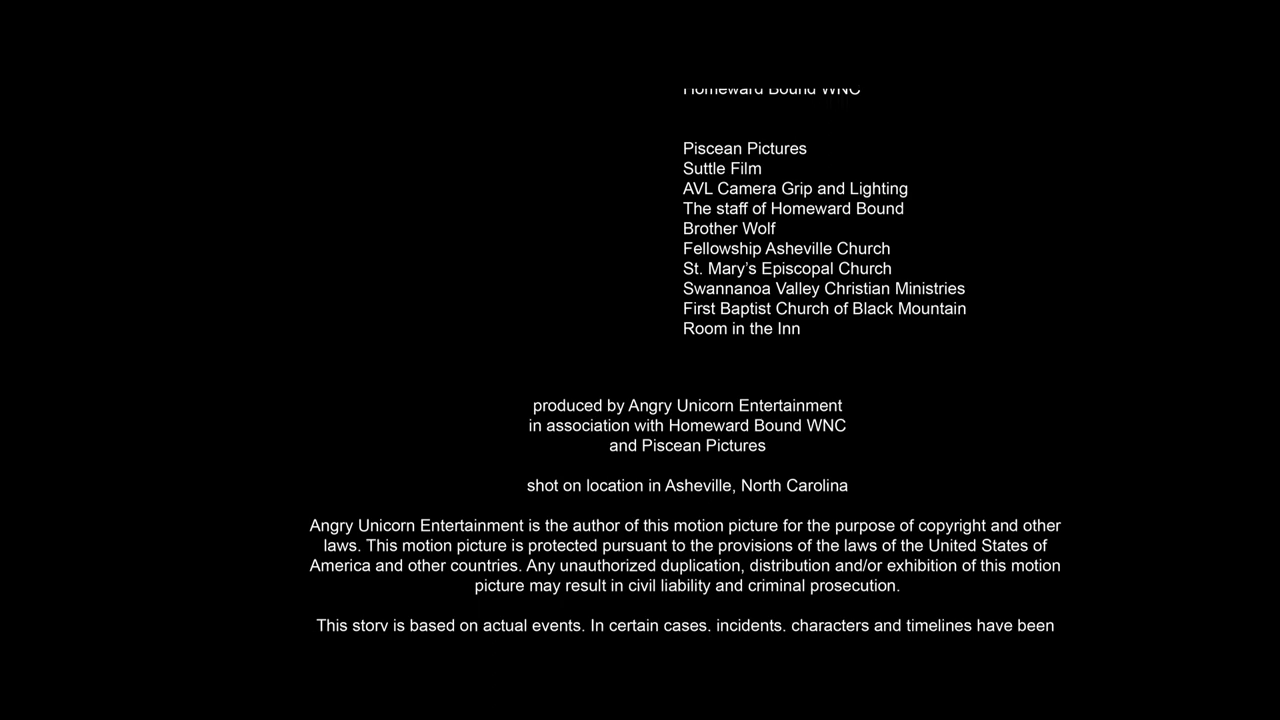 Homeward Bound WNC
Piscean Pictures
Suttle Film
AVL Camera Grip and Lighting
The staff of Homeward Bound
Brother Wolf
Fellowship Asheville Church
St. Mary’s Episcopal Church
Swannanoa Valley Christian Ministries
First Baptist Church of Black Mountain
Room in the Inn
produced by Angry Unicorn Entertainment
in association with Homeward Bound WNC
and Piscean Pictures
shot on location in Asheville, North Carolina
Angry Unicorn Entertainment is the author of this motion picture for the purpose of copyright and other
laws. This motion picture is protected pursuant to the provisions of the laws of the United States of
America and other countries. Any unauthorized duplication, distribution and/or exhibition of this motion
picture may result in civil liability and criminal prosecution.
This story is based on actual events. In certain cases, incidents, characters and timelines have been